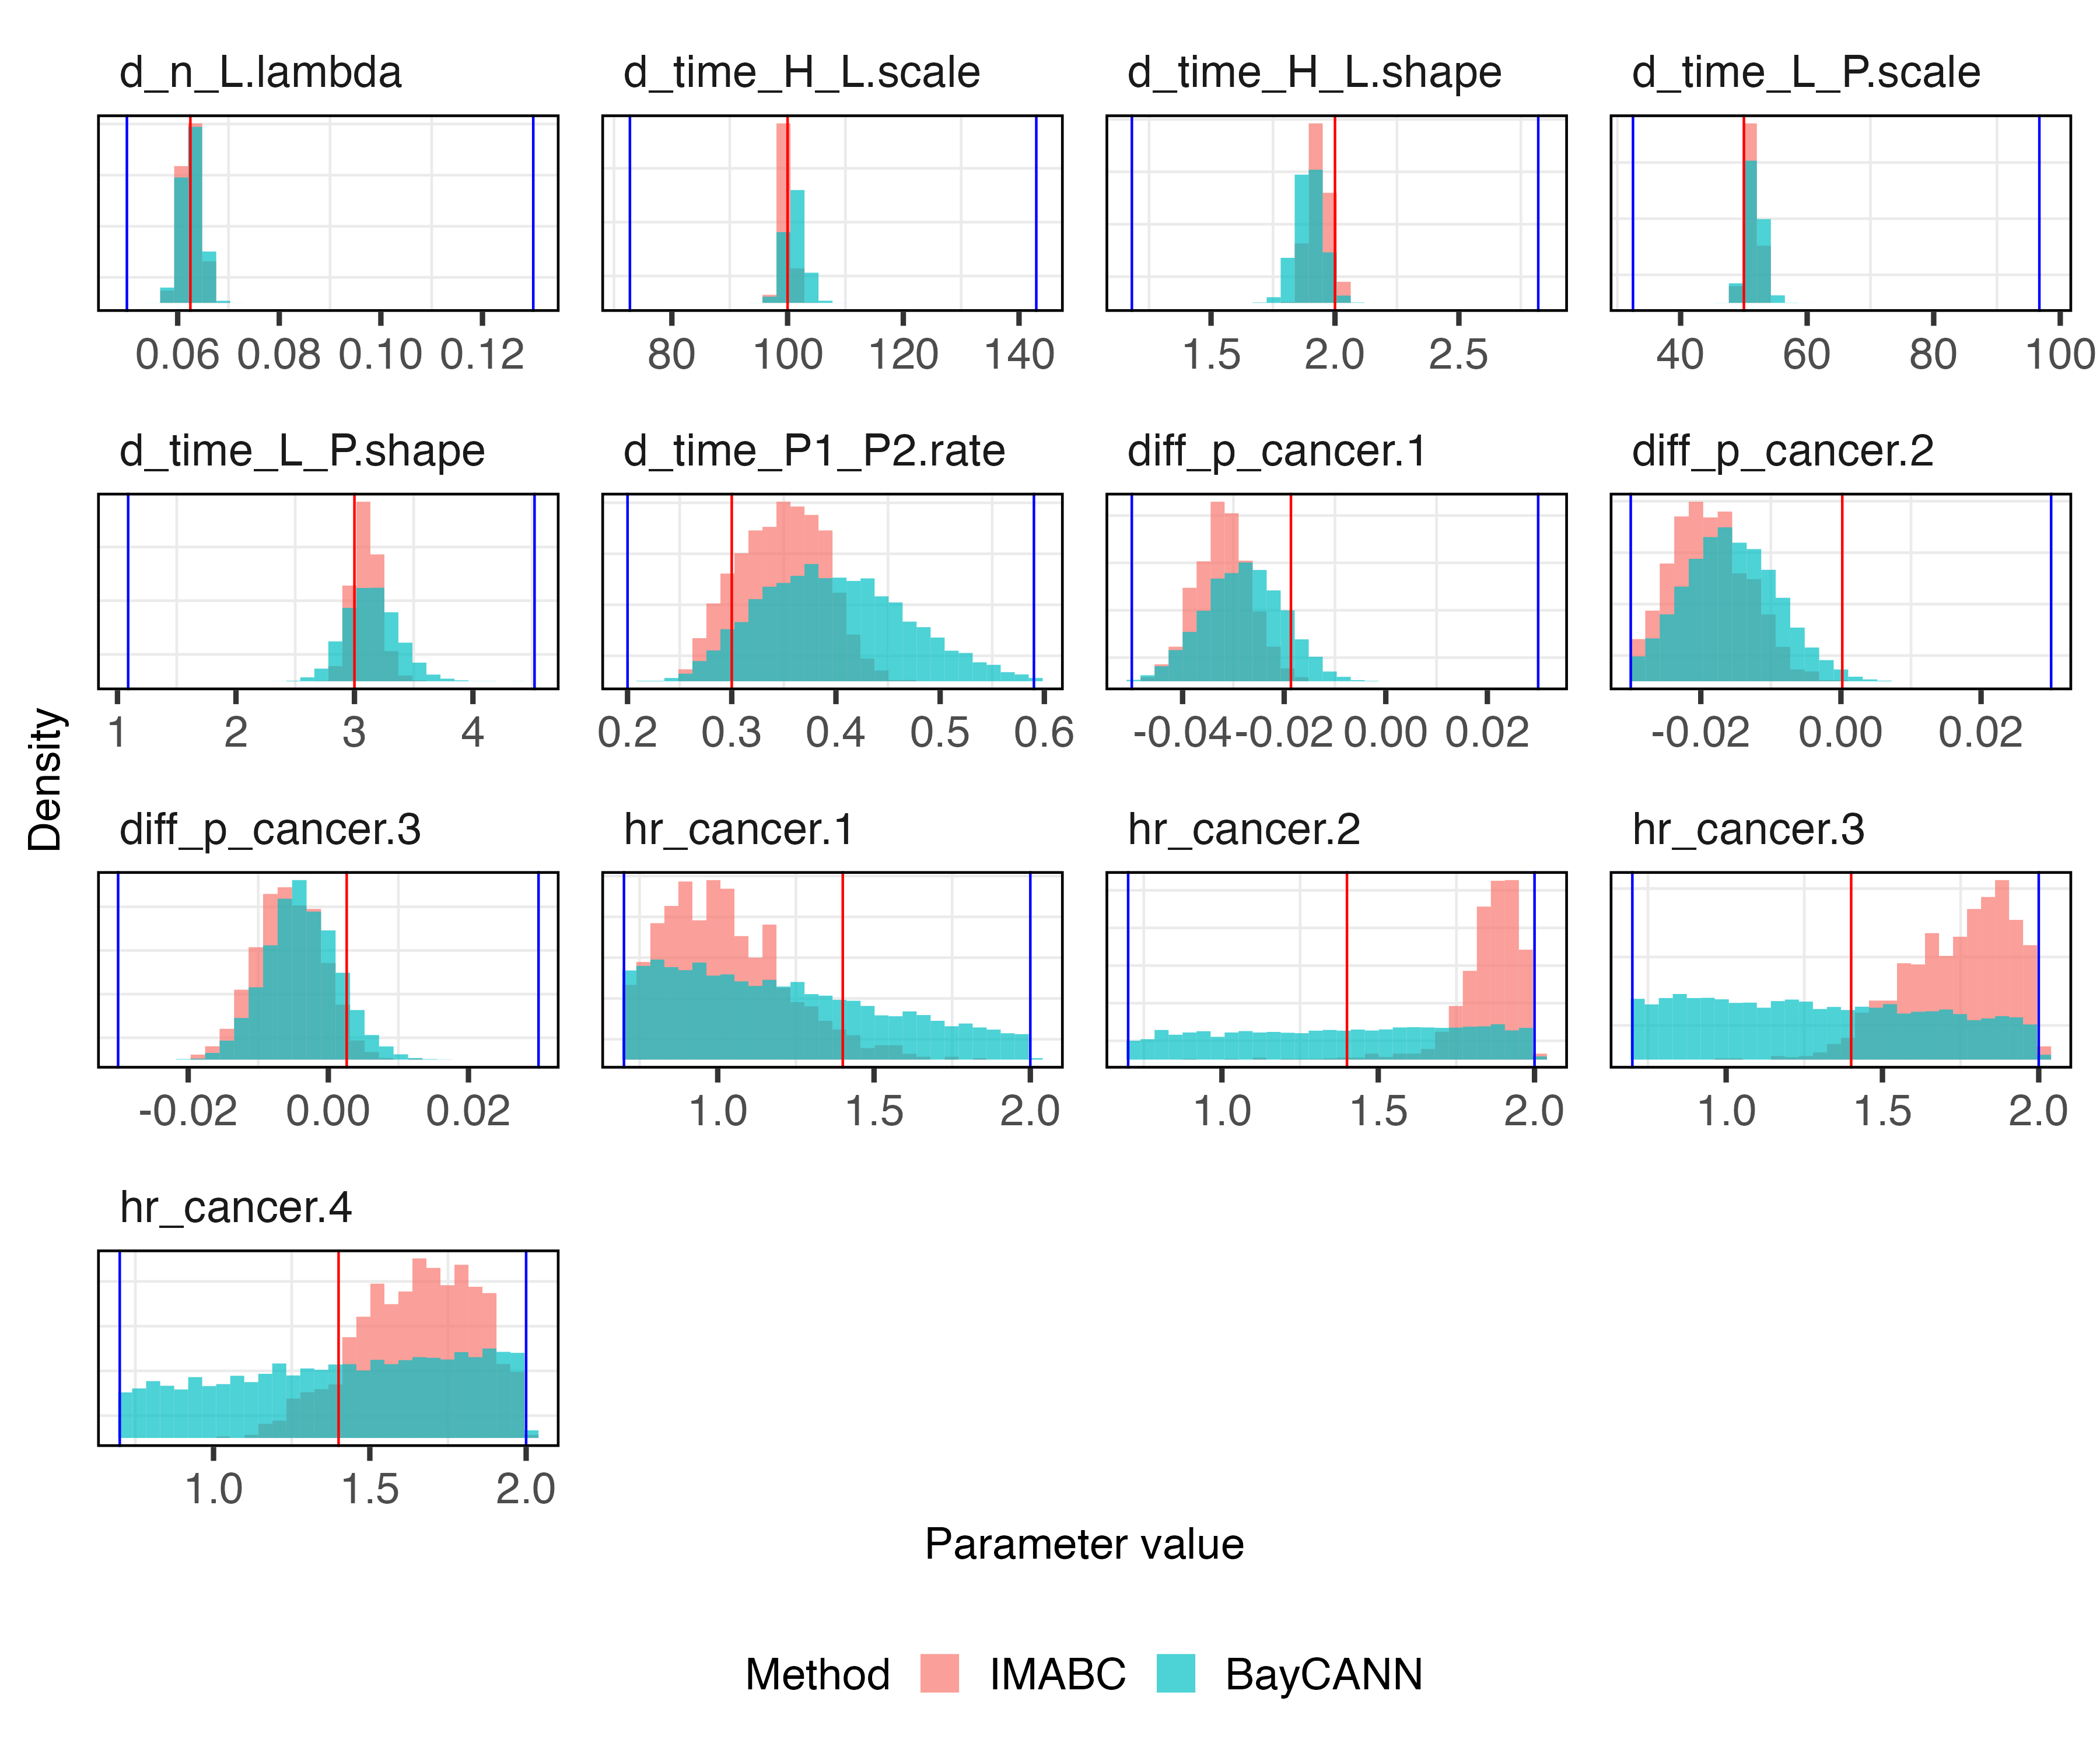 d_n_L.lambda d_time_H_L.scale d_time_H_L.shape d_time_L_P.scale
0.06 0.08 0.10 0.12 80 100 120 140 1.5 2.0 2.5 40 60 80 100
d_time_L_P.shape d_time_P1_P2.rate diff_p_cancer.1 diff_p_cancer.2
1 2 3 4 0.2 0.3 0.4 0.5 0.6 -0.04 -0.02 0.00 0.02 -0.02 0.00 0.02
Density
diff_p_cancer.3 hr_cancer.1 hr_cancer.2 hr_cancer.3
-0.02 0.00 0.02 1.0 1.5 2.0 1.0 1.5 2.0 1.0 1.5 2.0
hr_cancer.4
1.0 1.5 2.0
Parameter value
Method IMABC BayCANN